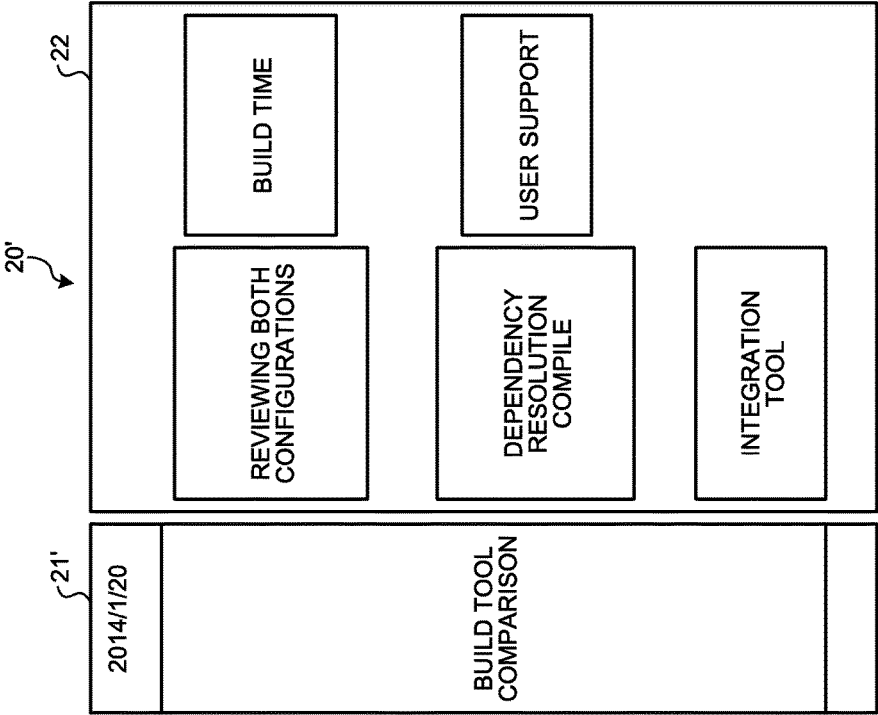 20'
21'
22
2014/1/20
BUILD TOOL
COMPARISON
REVIEWING BOTH
CONFIGURATIONS
BUILD TIME
DEPENDENCY
RESOLUTION
COMPILE
USER SUPPORT
INTEGRATION
TOOL